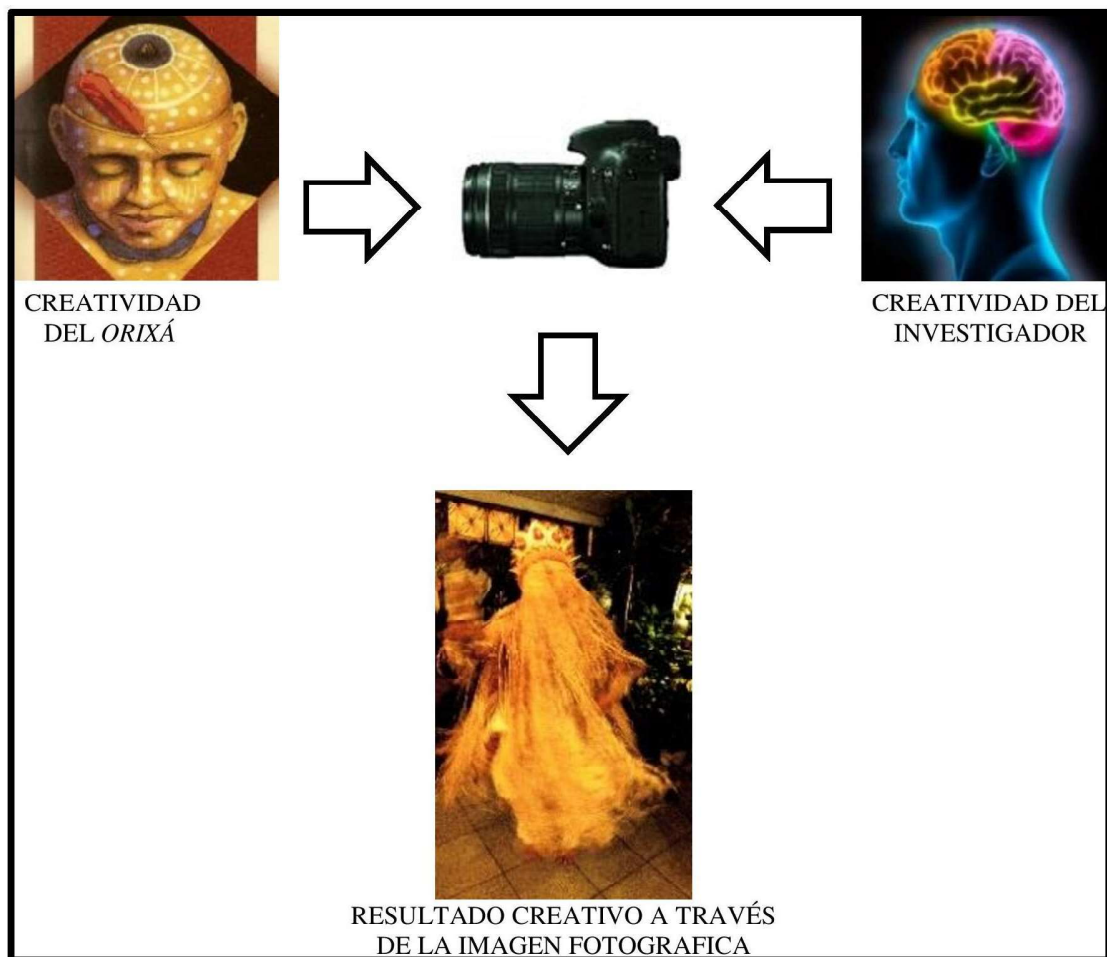 CREATIVIDAD
DEL ORIXÁ
CREATIVIDAD DEL
INVESTIGADOR
RESULTADO CREATIVO A TRAVÉS
DE LA IMAGEN FOTOGRAFICA